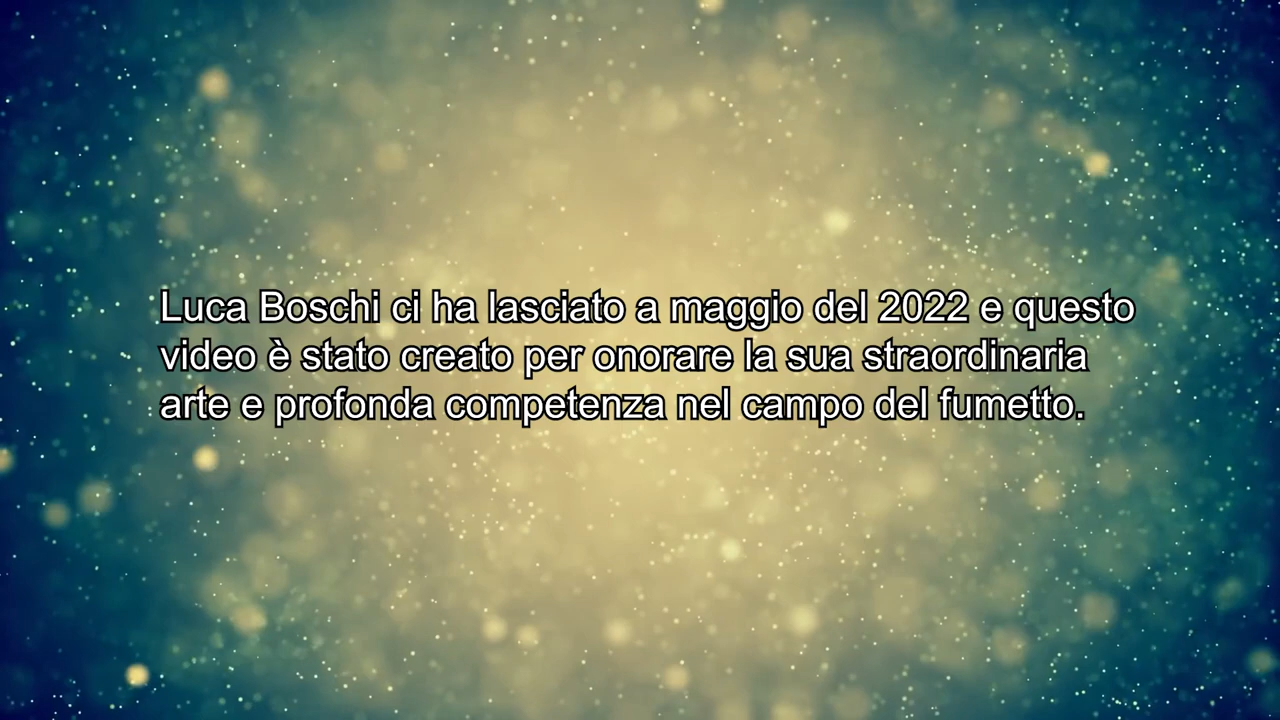 Luca Boschi ci ha lasciato a maggio del 2022 e questo
video è stato creato per onorare la sua straordinaria
arte e profonda competenza nel campo del fumetto.